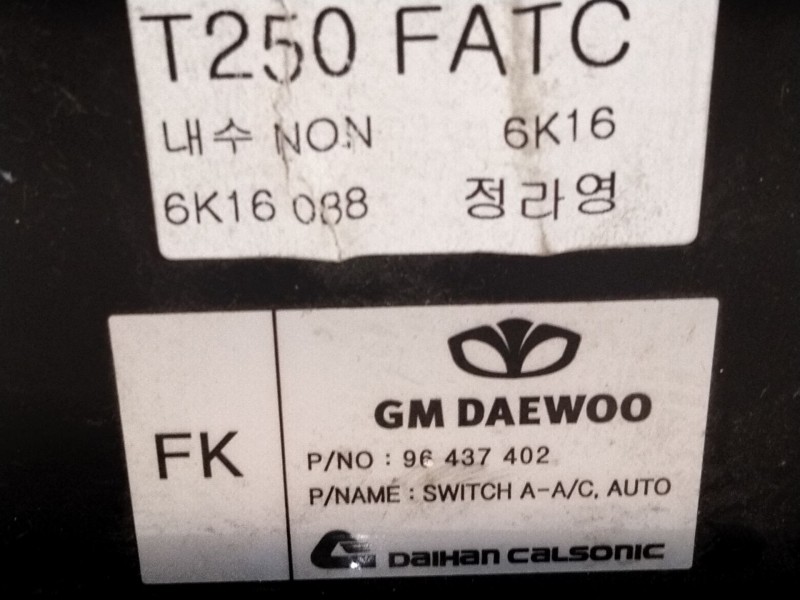 T250 FATC
내수 NON 6K16
6K16 088 정라영
FK
GM DAEWOO
P/NO : 96 437 402
P/NAME : SWITCH A-A/C, AUTO
DAIHAN CALSONIC